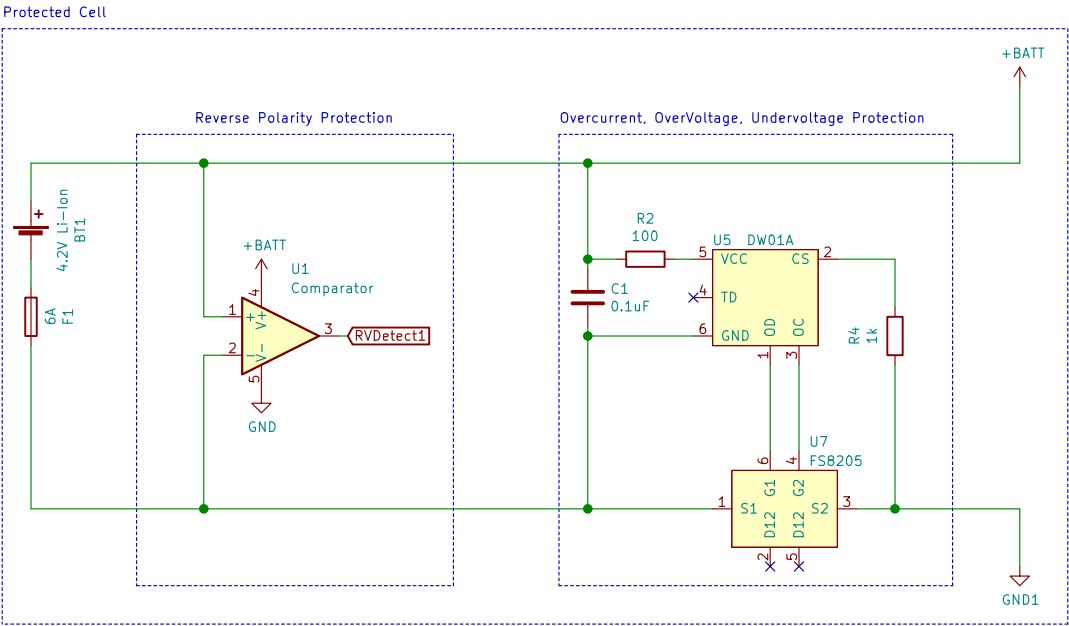 Protected Cell
+BATT
Reverse Polarity Protection
Overcurrent, OverVoltage, Undervoltage Protection
+
4.2V Li-Ion
BT1
6A
F1
+BATT
U1
Comparator
4
1
+
V+
3
RVDetect1
2
-
V-
5
GND
R2
100
U5 DW01A
5
VCC
CS
2
C1
0.1uF
4
TD
6
GND
OD
OC
1
3
R4
1k
U7
FS8205
6
4
G1
G2
1
S1
S2
3
D12
D12
2
5
GND1